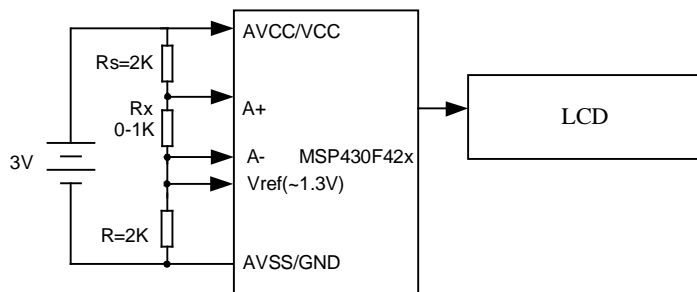 AVCC/VCC
Rs=2K
A+
Rx
0-1K
LCD
3V
A-
MSP430F42x
Vref(~1.3V)
R=2K
AVSS/GND